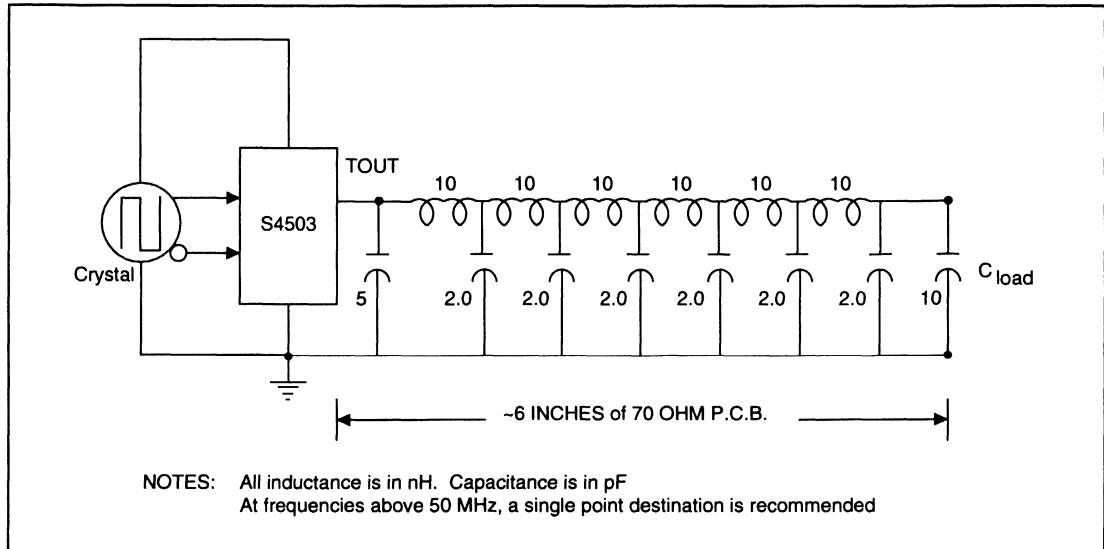 TOUT
10 10 10 10 10 10
S4503
Crystal
C load
5 2.0 2.0 2.0 2.0 2.0 2.0 10
~6 INCHES of 70 OHM P.C.B.
NOTES: All inductance is in nH. Capacitance is in pF
At frequencies above 50 MHz, a single point destination is recommended